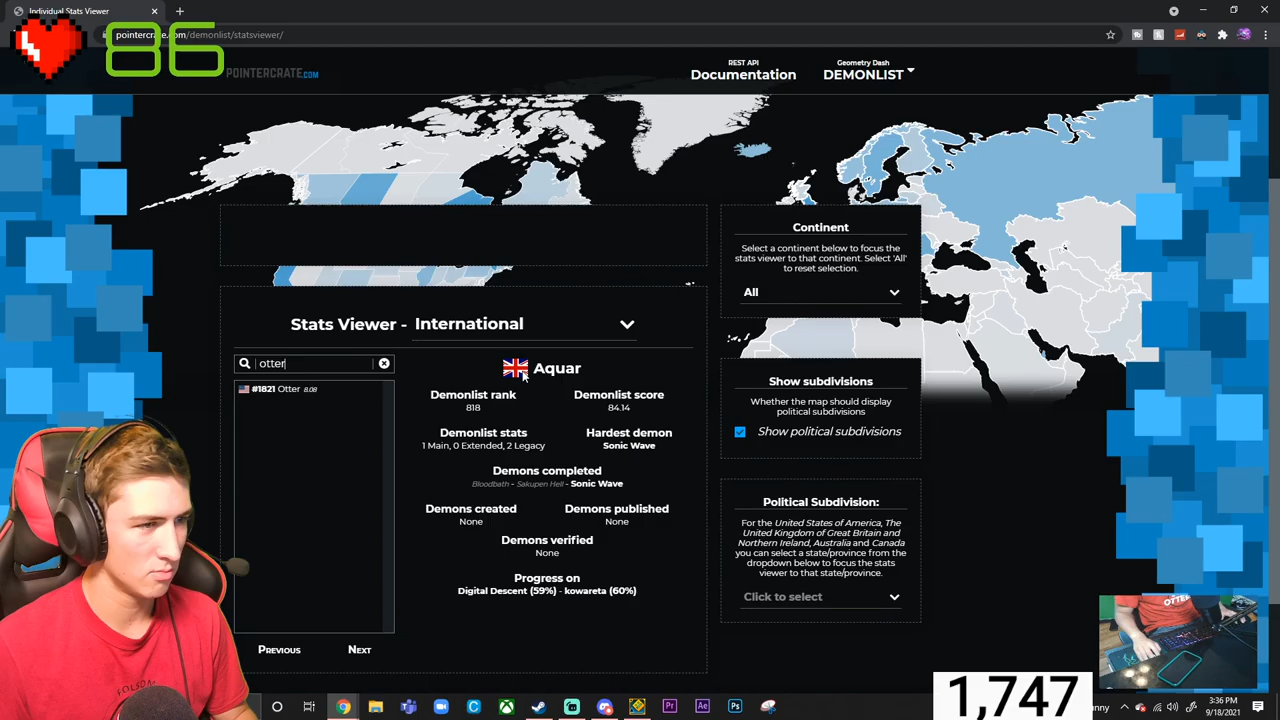 Individual Stats Viewer
pointercrate.com/demonlist/statsviewer/
86
POINTERCRATE.COM
REST API
Documentation
Geometry Dash
DEMONLIST
Continent
Select a continent below to focus the
stats viewer to that continent. Select 'All'
to reset selection.
All
Stats Viewer - International
otter
#1821 Otter 8.08
PREVIOUS NEXT
Aquar
Demonlist rank
818
Demonlist score
84.14
Demonlist stats
1 Main, 0 Extended, 2 Legacy
Hardest demon
Sonic Wave
Demons completed
Bloodbath - Sakupen Hell - Sonic Wave
Demons created
None
Demons published
None
Demons verified
None
Progress on
Digital Descent (59%) - kowareta (60%)
Show subdivisions
Whether the map should display
political subdivisions
Show political subdivisions
Political Subdivision:
For the United States of America, The
United Kingdom of Great Britain and
Northern Ireland, Australia and Canada
you can select a state/province from the
dropdown below to focus the stats
viewer to that state/province.
Click to select
OTTER
1,747
nny
3:36 PM
9/18/2021